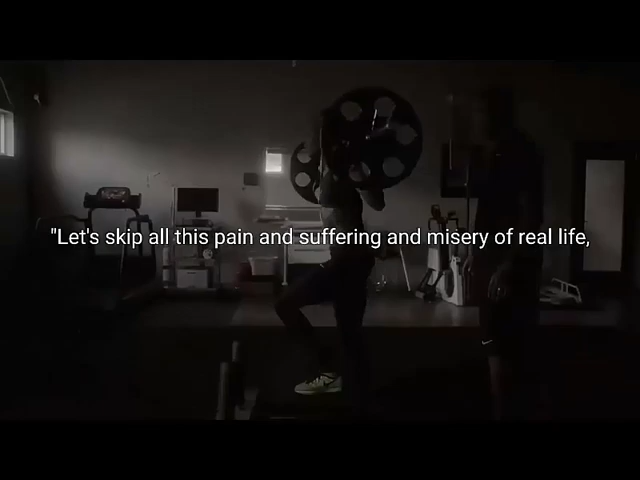 "Let's skip all this pain and suffering and misery of real life,